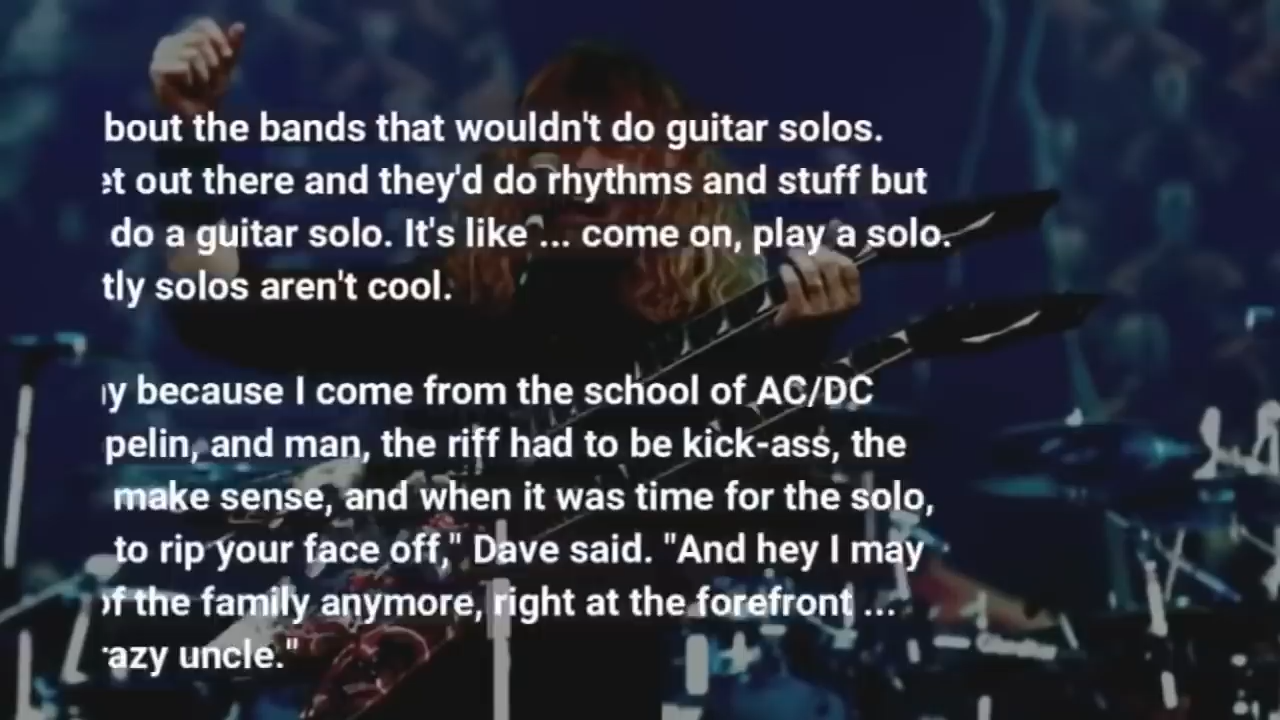 bout the bands that wouldn't do guitar solos.
out there and they'd do rhythms and stuff but
do a guitar solo. It's like ... come on, play a solo.
tly solos aren't cool.
y because I come from the school of AC/DC
pelin, and man, the riff had to be kick-ass, the
make sense, and when it was time for the solo,
to rip your face off," Dave said. "And hey I may
of the family anymore, right at the forefront ...
azy uncle."